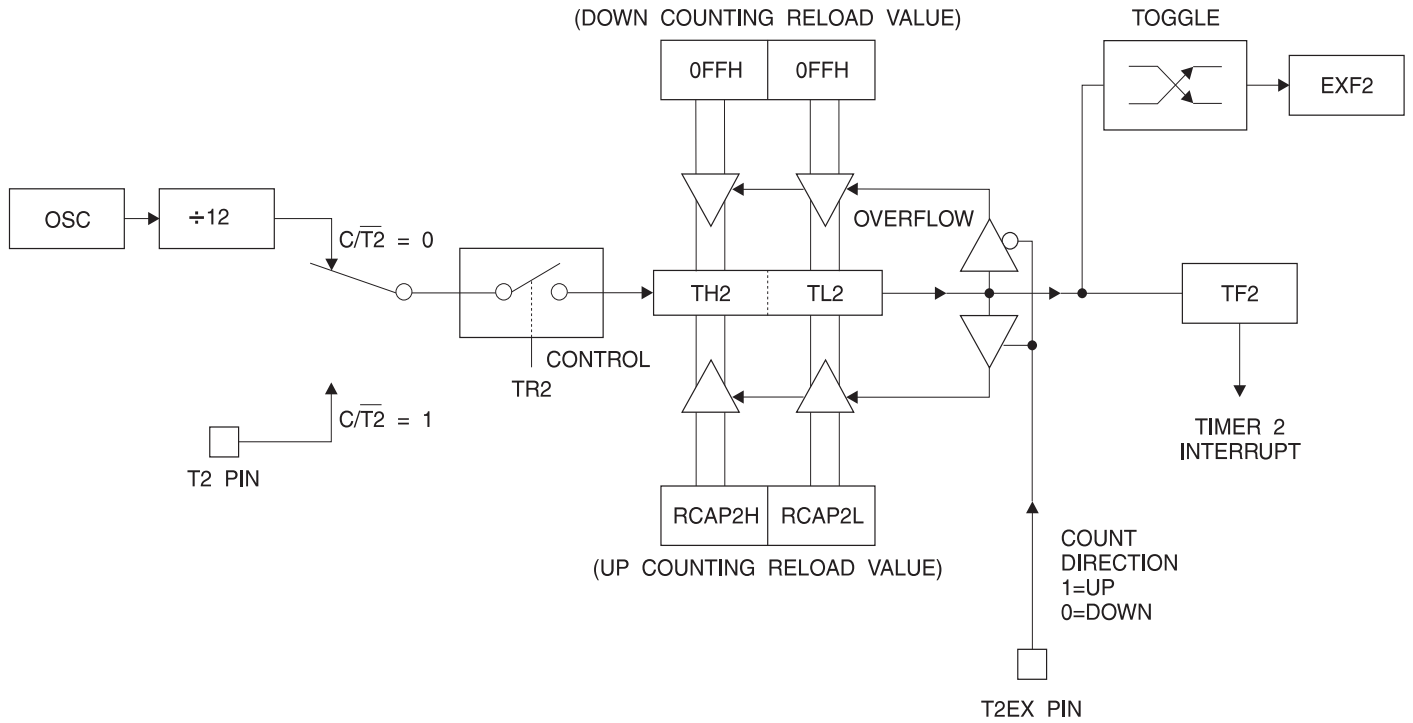 (DOWN COUNTING RELOAD VALUE)
TOGGLE
0FFH
0FFH
EXF2
OSC
÷12
C/T2̅ = 0
OVERFLOW
TH2
TL2
TF2
CONTROL
TR2
C/T2̅ = 1
T2 PIN
TIMER 2
INTERRUPT
RCAP2H
RCAP2L
(UP COUNTING RELOAD VALUE)
COUNT
DIRECTION
1=UP
0=DOWN
T2EX PIN